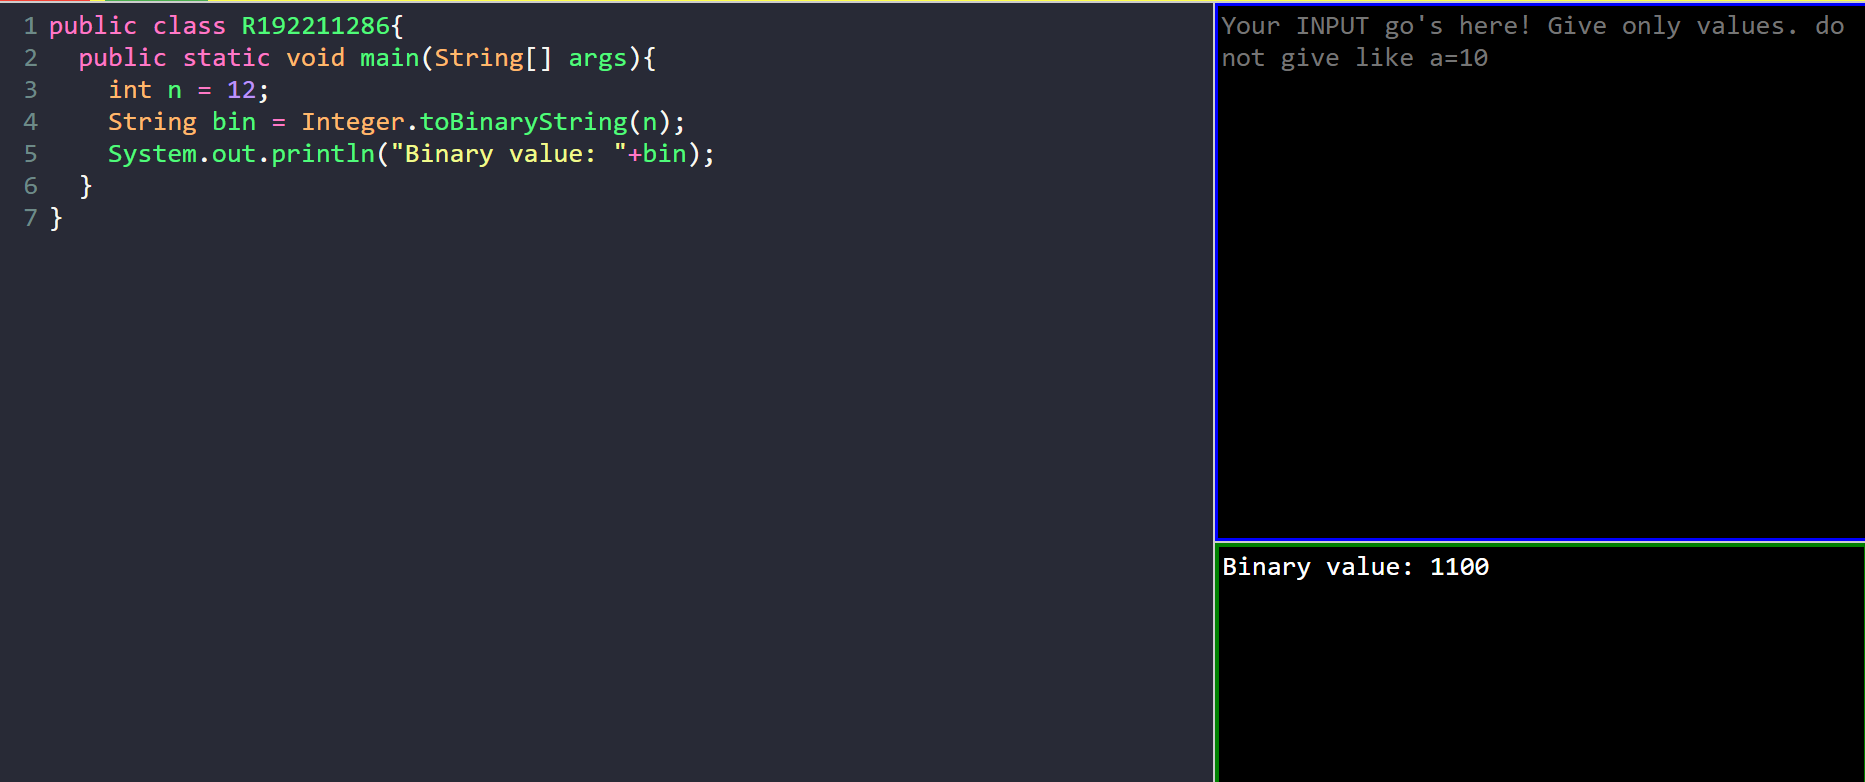 1 public class R192211286{
2   public static void main(String[] args){
3     int n = 12;
4     String bin = Integer.toBinaryString(n);
5     System.out.println("Binary value: "+bin);
6   }
7 }
Your INPUT go's here! Give only values. do
not give like a=10
Binary value: 1100